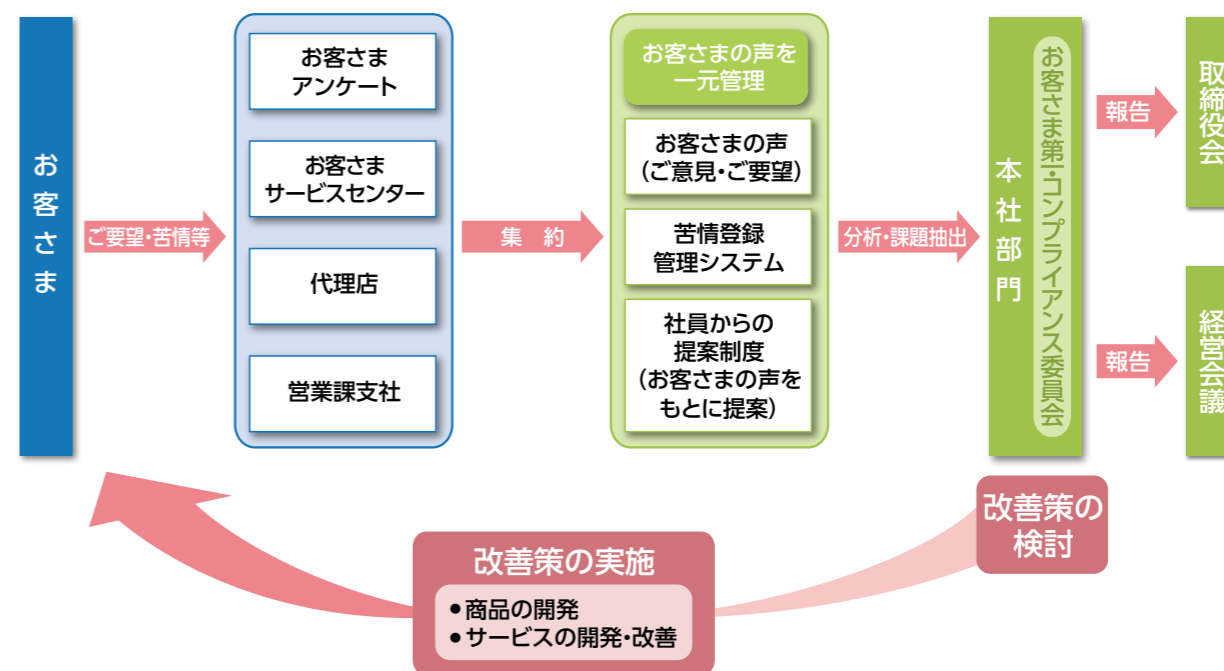 お客さま
ご要望・苦情等
お客さま
アンケート
お客さま
サービスセンター
代理店
営業課支社
集 約
お客さまの声を
一元管理
お客さまの声
(ご意見・ご要望)
苦情登録
管理システム
社員からの
提案制度
(お客さまの声を
もとに提案)
分析・課題抽出
本社部門
お客さま第一・コンプライアンス委員会
報告
取締役会
報告
経営会議
改善策の
検討
改善策の実施
●商品の開発
●サービスの開発・改善